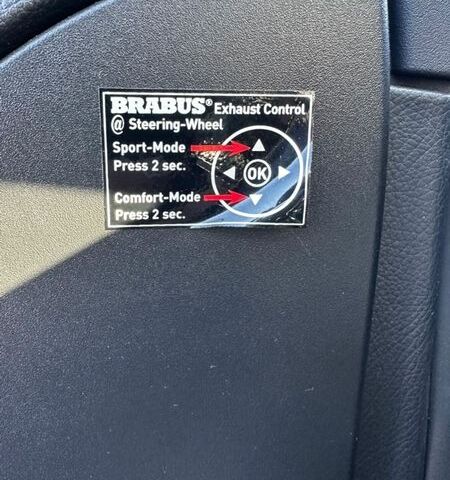 BRABUS® Exhaust Control
@ Steering-Wheel
Sport-Mode
Press 2 sec.
OK
Comfort-Mode
Press 2 sec.